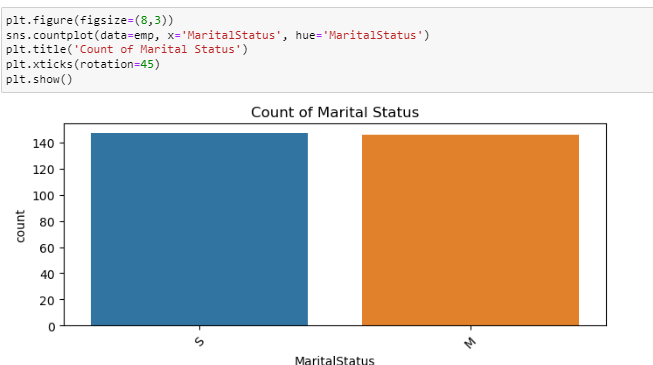 plt.figure(figsize=(8,3))
sns.countplot(data=emp, x='MaritalStatus', hue='MaritalStatus')
plt.title('Count of Marital Status')
plt.xticks(rotation=45)
plt.show()
Count of Marital Status
140
120
100
80
60
40
20
0
count
S
M
MaritalStatus